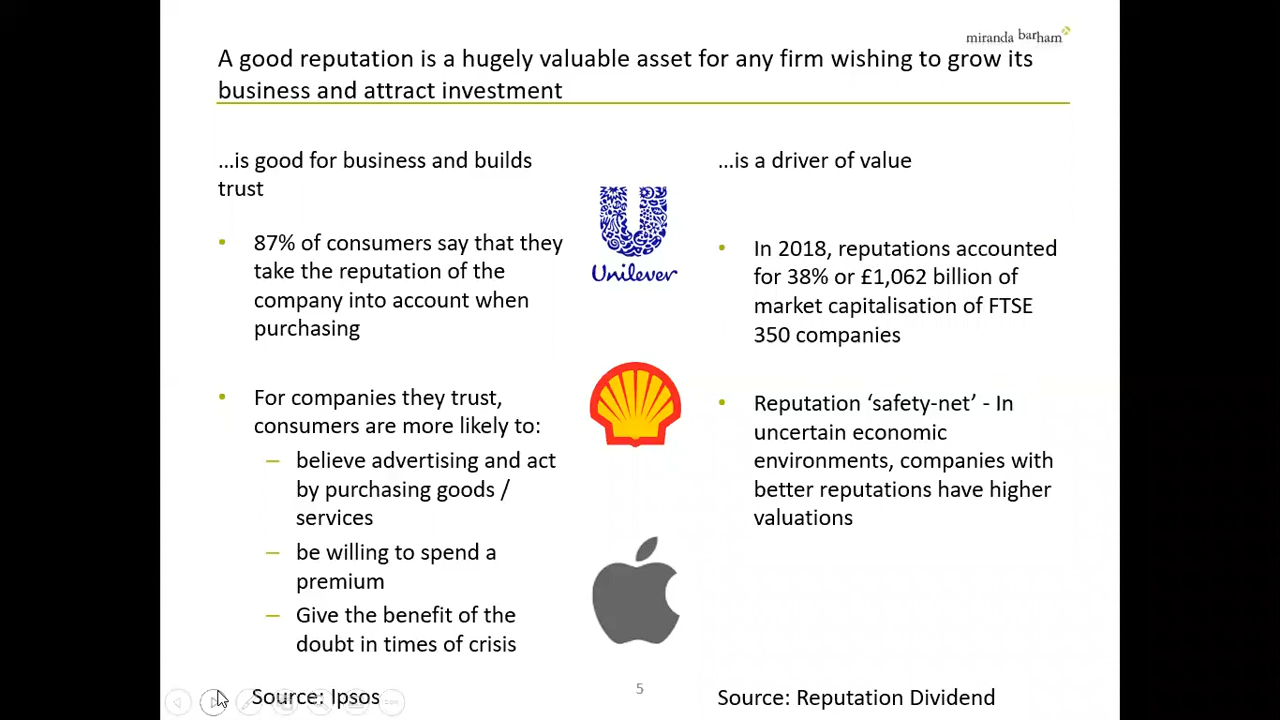 miranda barham
A good reputation is a hugely valuable asset for any firm wishing to grow its
business and attract investment
...is good for business and builds
trust
• 87% of consumers say that they
take the reputation of the
company into account when
purchasing
• For companies they trust,
consumers are more likely to:
– believe advertising and act
by purchasing goods /
services
– be willing to spend a
premium
– Give the benefit of the
doubt in times of crisis
Source: Ipsos
Unilever
...is a driver of value
• In 2018, reputations accounted
for 38% or £1,062 billion of
market capitalisation of FTSE
350 companies
• Reputation ‘safety-net’ - In
uncertain economic
environments, companies with
better reputations have higher
valuations
Source: Reputation Dividend
5